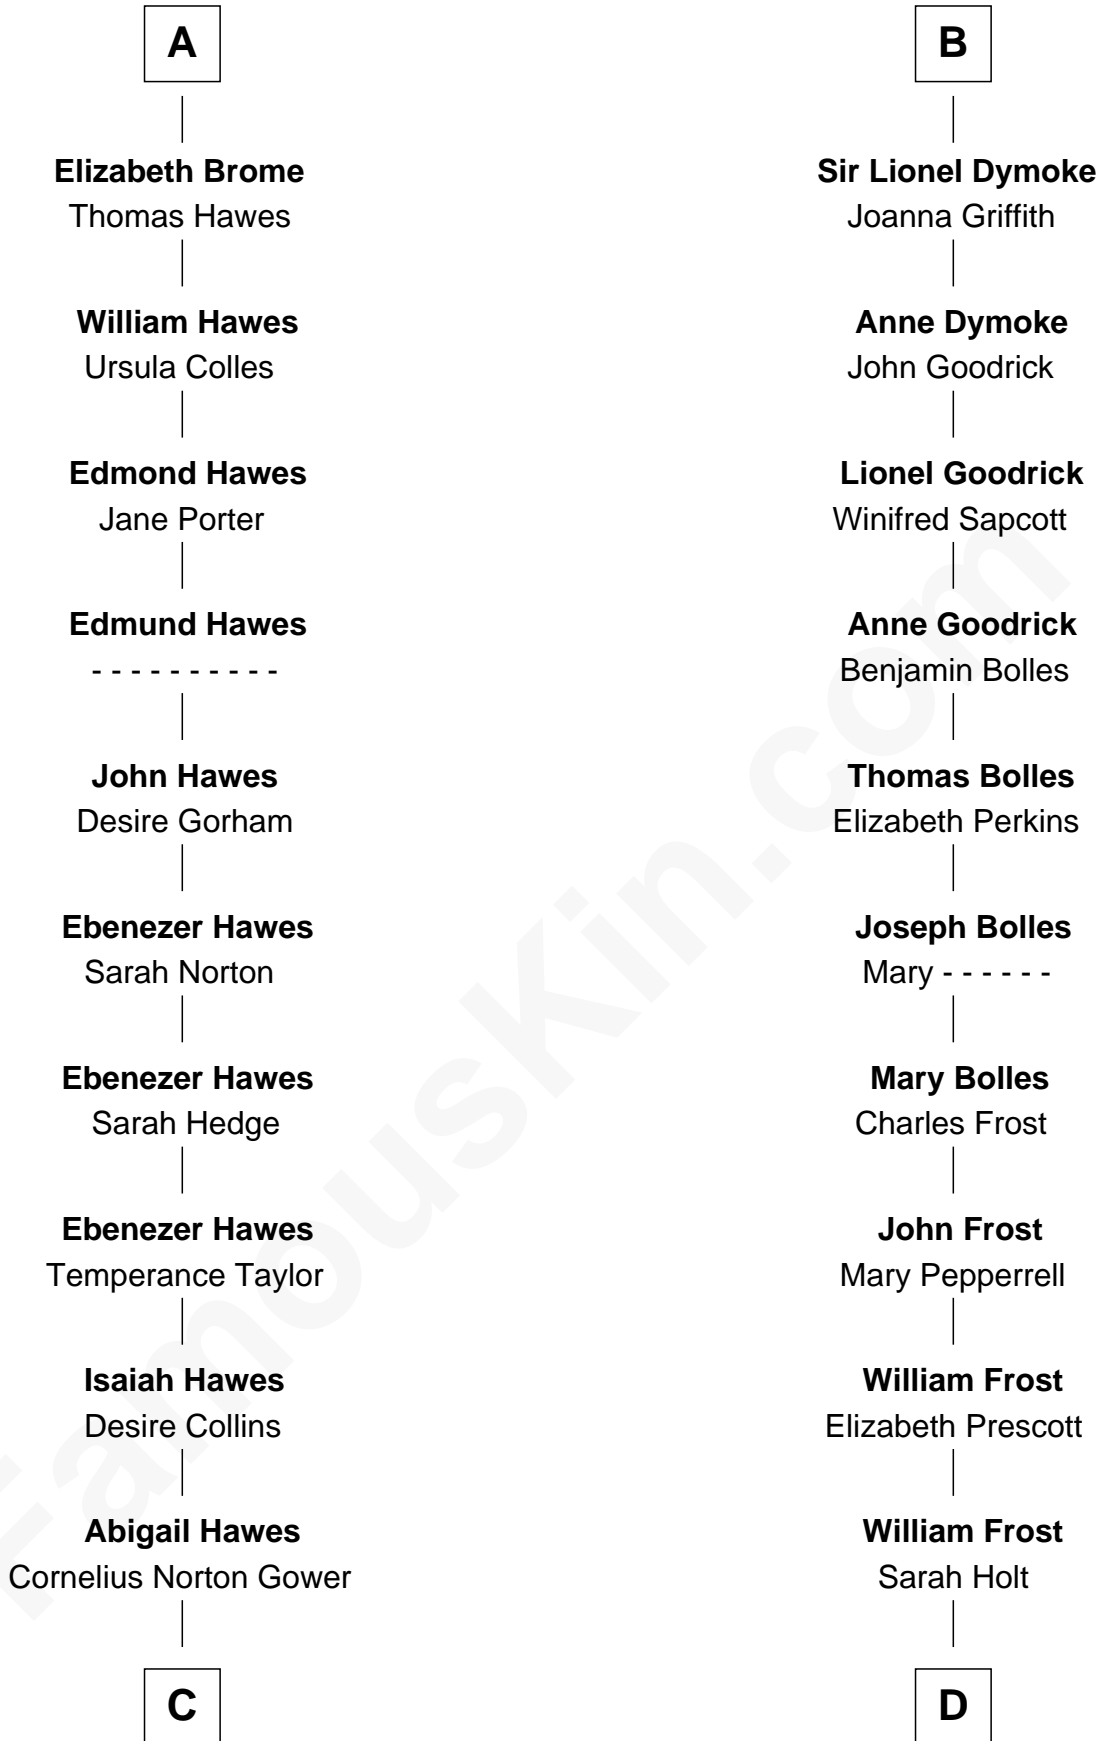 A
Elizabeth Brome
Thomas Hawes
William Hawes
Ursula Colles
Edmond Hawes
Jane Porter
Edmund Hawes
- - - - - - - - - -
John Hawes
Desire Gorham
Ebenezer Hawes
Sarah Norton
Ebenezer Hawes
Sarah Hedge
Ebenezer Hawes
Temperance Taylor
Isaiah Hawes
Desire Collins
Abigail Hawes
Cornelius Norton Gower
C
B
Sir Lionel Dymoke
Joanna Griffith
Anne Dymoke
John Goodrick
Lionel Goodrick
Winifred Sapcott
Anne Goodrick
Benjamin Bolles
Thomas Bolles
Elizabeth Perkins
Joseph Bolles
Mary - - - - - -
Mary Bolles
Charles Frost
John Frost
Mary Pepperrell
William Frost
Elizabeth Prescott
William Frost
Sarah Holt
D
FamousKin.com